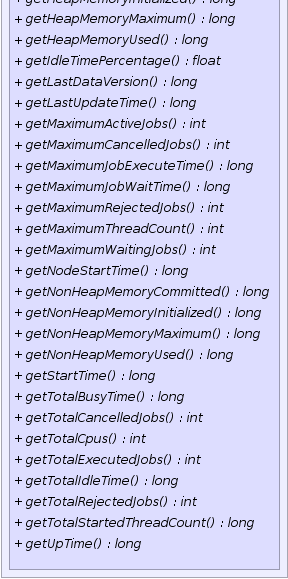 + getHeapMemoryInitialized() : long
+ getHeapMemoryMaximum() : long
+ getHeapMemoryUsed() : long
+ getIdleTimePercentage() : float
+ getLastDataVersion() : long
+ getLastUpdateTime() : long
+ getMaximumActiveJobs() : int
+ getMaximumCancelledJobs() : int
+ getMaximumJobExecuteTime() : long
+ getMaximumJobWaitTime() : long
+ getMaximumRejectedJobs() : int
+ getMaximumThreadCount() : int
+ getMaximumWaitingJobs() : int
+ getNodeStartTime() : long
+ getNonHeapMemoryCommitted() : long
+ getNonHeapMemoryInitialized() : long
+ getNonHeapMemoryMaximum() : long
+ getNonHeapMemoryUsed() : long
+ getStartTime() : long
+ getTotalBusyTime() : long
+ getTotalCancelledJobs() : int
+ getTotalCpus() : int
+ getTotalExecutedJobs() : int
+ getTotalIdleTime() : long
+ getTotalRejectedJobs() : int
+ getTotalStartedThreadCount() : long
+ getUpTime() : long